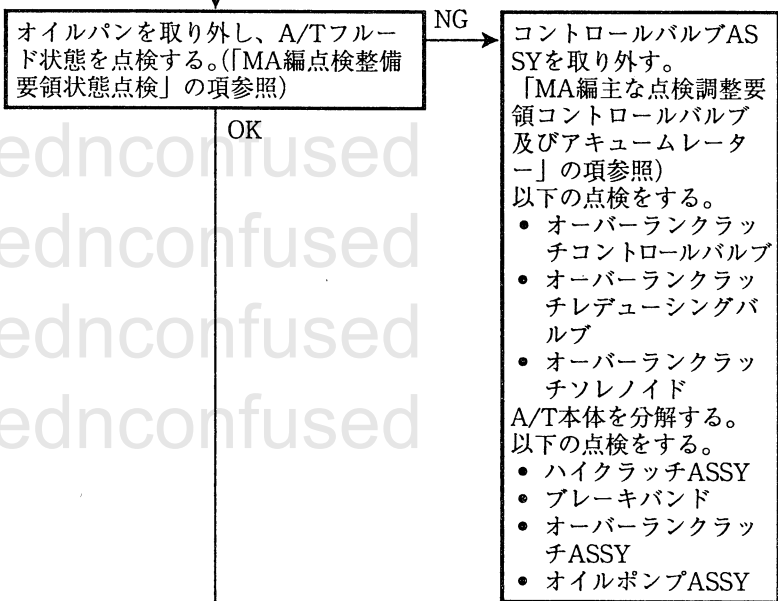 オイルパンを取り外し、A/Tフルー
ド状態を点検する。(「MA編点検整備
要領状態点検」の項参照)
NG
OK
コントロールバルブAS
SYを取り外す。
「MA編主な点検調整要
領コントロールバルブ
及びアキュームレータ
ー」の項参照)
以下の点検をする。
• オーバーランクラッ
チコントロールバルブ
• オーバーランクラッ
チレデューシングバ
ルブ
• オーバーランクラッ
チソレノイド
A/T本体を分解する。
以下の点検をする。
• ハイクラッチASSY
• ブレーキバンド
• オーバーランクラッ
チASSY
• オイルポンプASSY
ednconfused
ednconfused
ednconfused
ednconfused